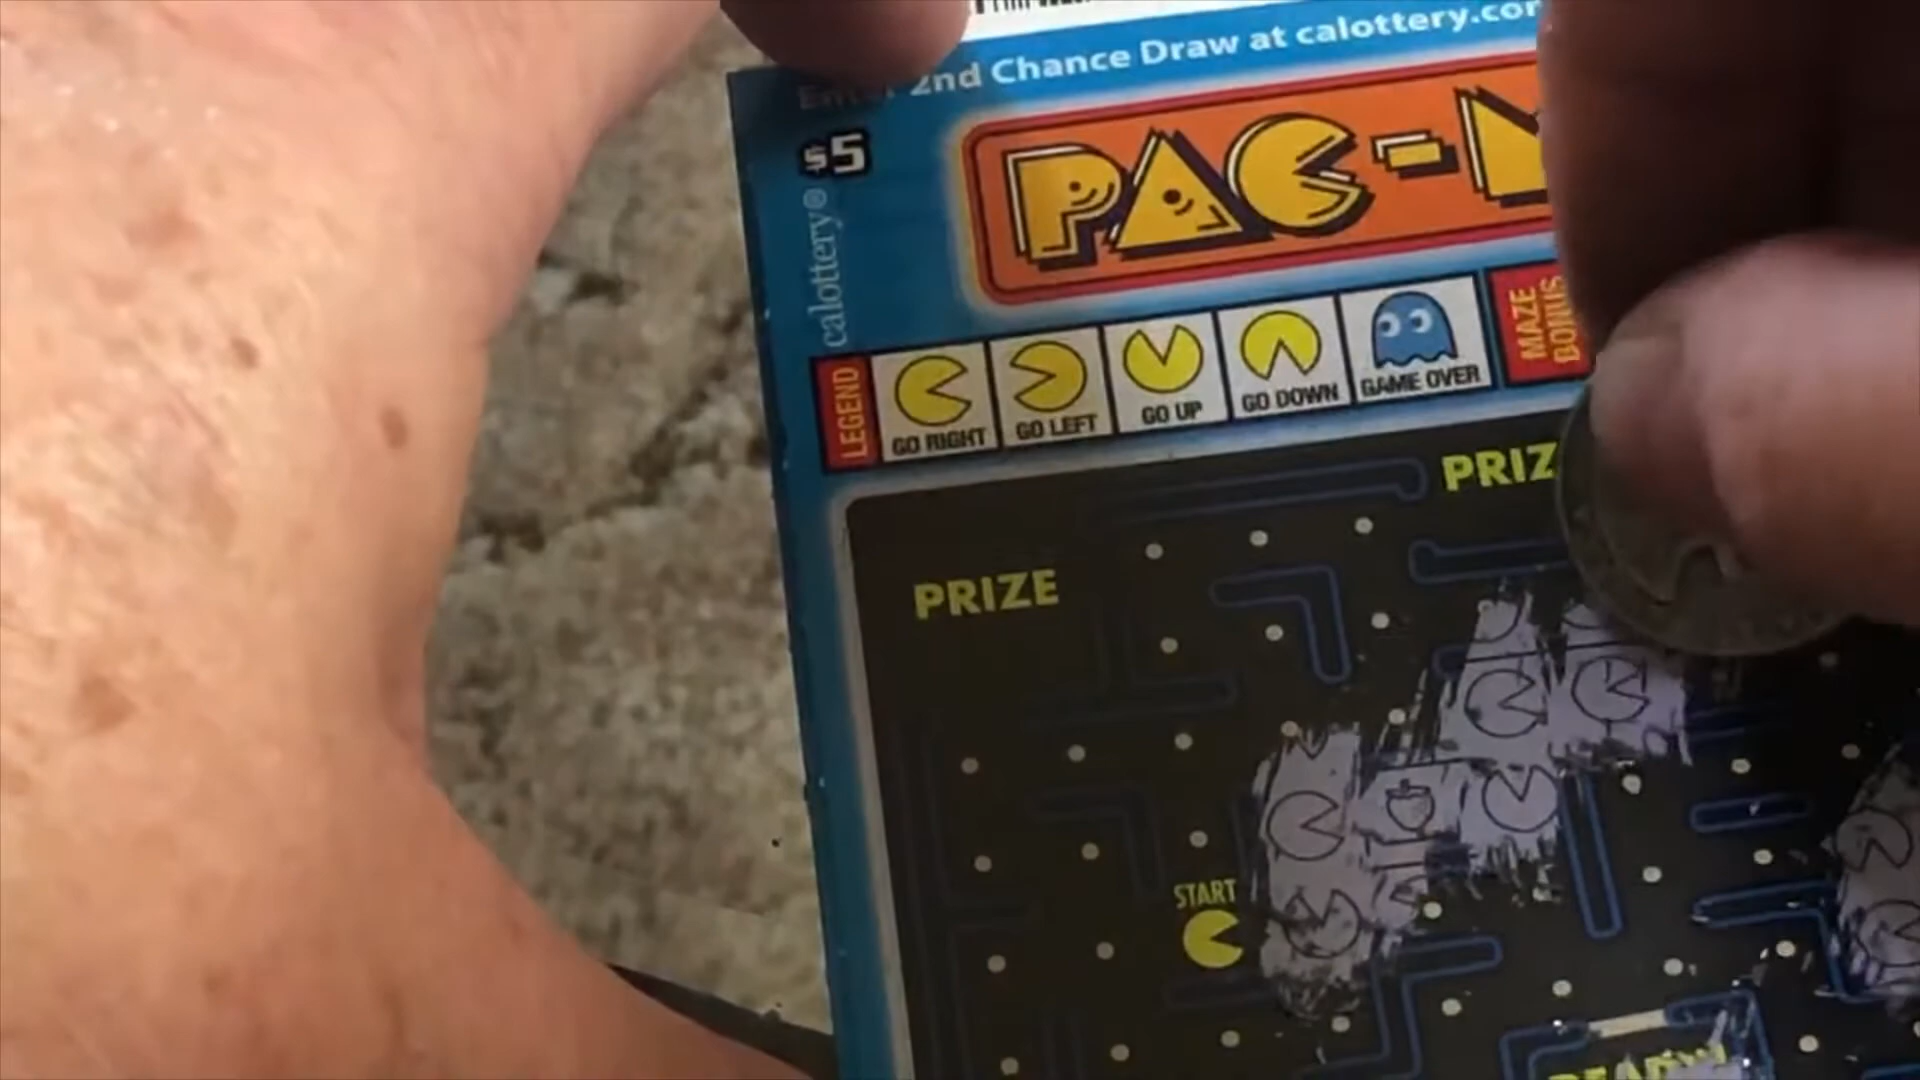 2nd Chance Draw at calottery.co
$5
PAC-
calottery®
LEGEND
GO RIGHT
GO LEFT
GO UP
GO DOWN
GAME OVER
MAZE
BONUS
PRIZ
PRIZE
START